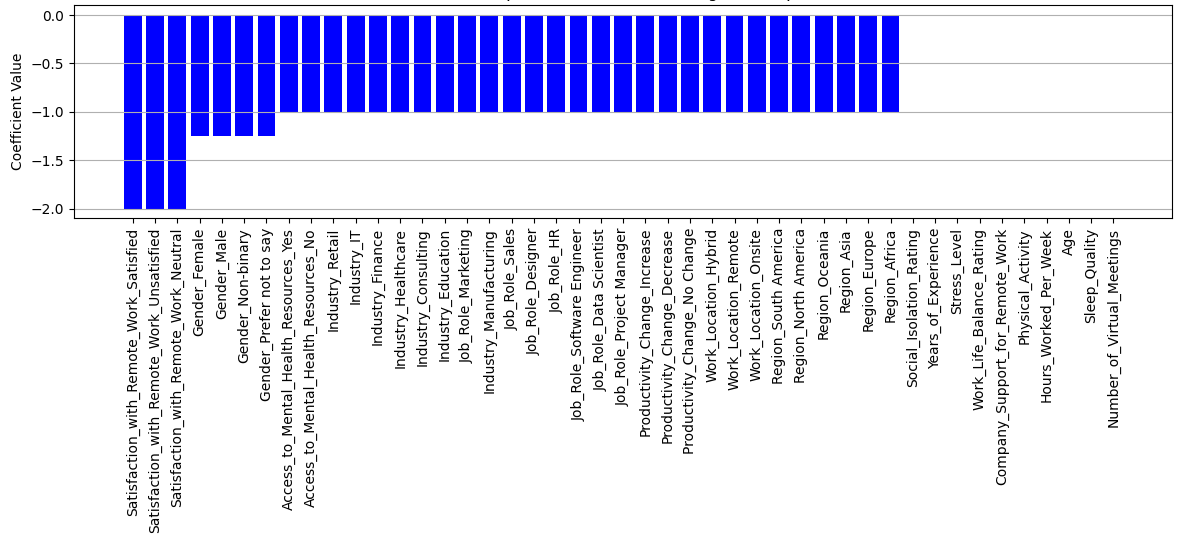 0.0
−0.5
−1.0
−1.5
−2.0
Coefficient Value
Satisfaction_with_Remote_Work_Satisfied
Satisfaction_with_Remote_Work_Unsatisfied
Satisfaction_with_Remote_Work_Neutral
Gender_Female
Gender_Male
Gender_Non-binary
Gender_Prefer not to say
Access_to_Mental_Health_Resources_Yes
Access_to_Mental_Health_Resources_No
Industry_Retail
Industry_IT
Industry_Finance
Industry_Healthcare
Industry_Consulting
Industry_Education
Job_Role_Marketing
Industry_Manufacturing
Job_Role_Sales
Job_Role_Designer
Job_Role_HR
Job_Role_Software Engineer
Job_Role_Data Scientist
Job_Role_Project Manager
Productivity_Change_Increase
Productivity_Change_Decrease
Productivity_Change_No Change
Work_Location_Hybrid
Work_Location_Remote
Work_Location_Onsite
Region_South America
Region_North America
Region_Oceania
Region_Asia
Region_Europe
Region_Africa
Social_Isolation_Rating
Years_of_Experience
Stress_Level
Work_Life_Balance_Rating
Company_Support_for_Remote_Work
Physical_Activity
Hours_Worked_Per_Week
Age
Sleep_Quality
Number_of_Virtual_Meetings